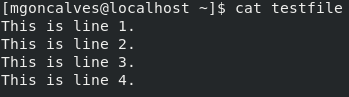 [mgoncalves@localhost ~]$ cat testfile
This is line 1.
This is line 2.
This is line 3.
This is line 4.